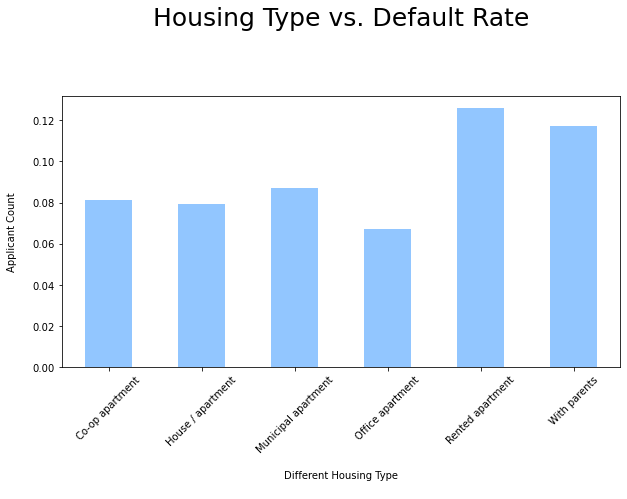 Housing Type vs. Default Rate
0.12
0.10
0.08
0.06
0.04
0.02
0.00
Applicant Count
Co-op apartment
House / apartment
Municipal apartment
Office apartment
Rented apartment
With parents
Different Housing Type